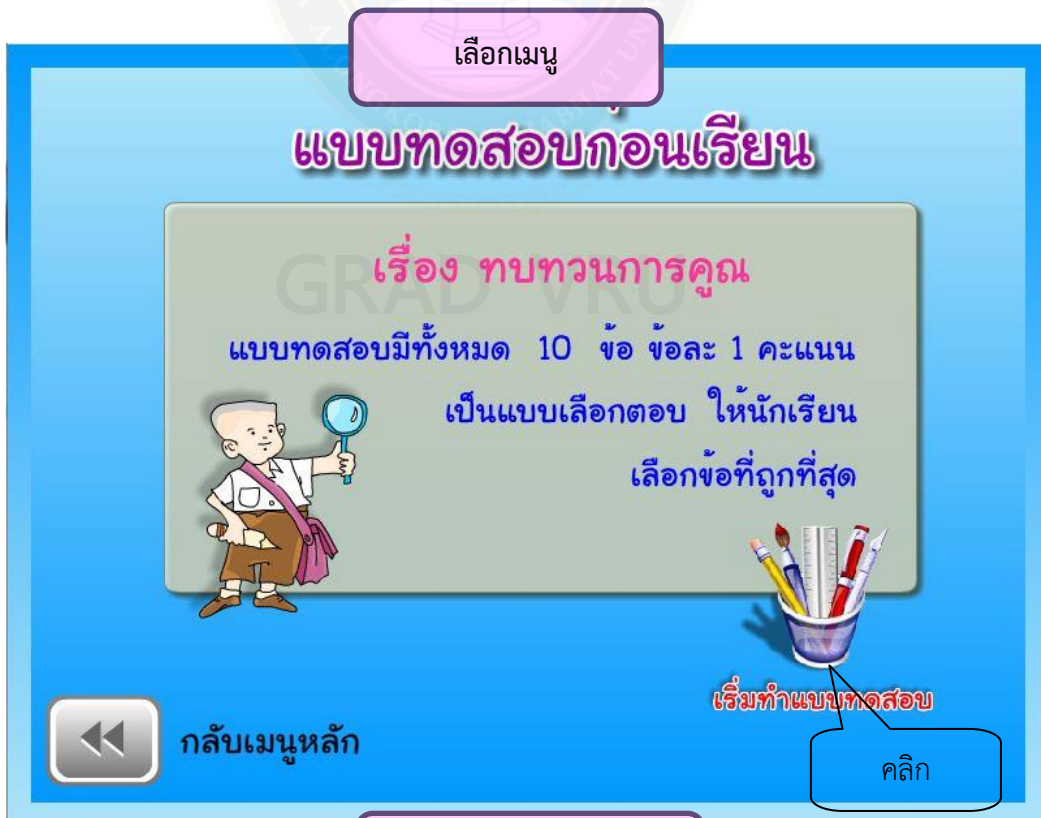 เลือกเมนู
แบบทดสอบก่อนเรียน
เรื่อง ทบทวนการคูณ
GRAD VRU
แบบทดสอบมีทั้งหมด 10 ข้อ ข้อละ 1 คะแนน
เป็นแบบเลือกตอบ ให้นักเรียน
เลือกข้อที่ถูกที่สุด
เริ่มทำแบบทดสอบ
กลับเมนูหลัก
คลิก